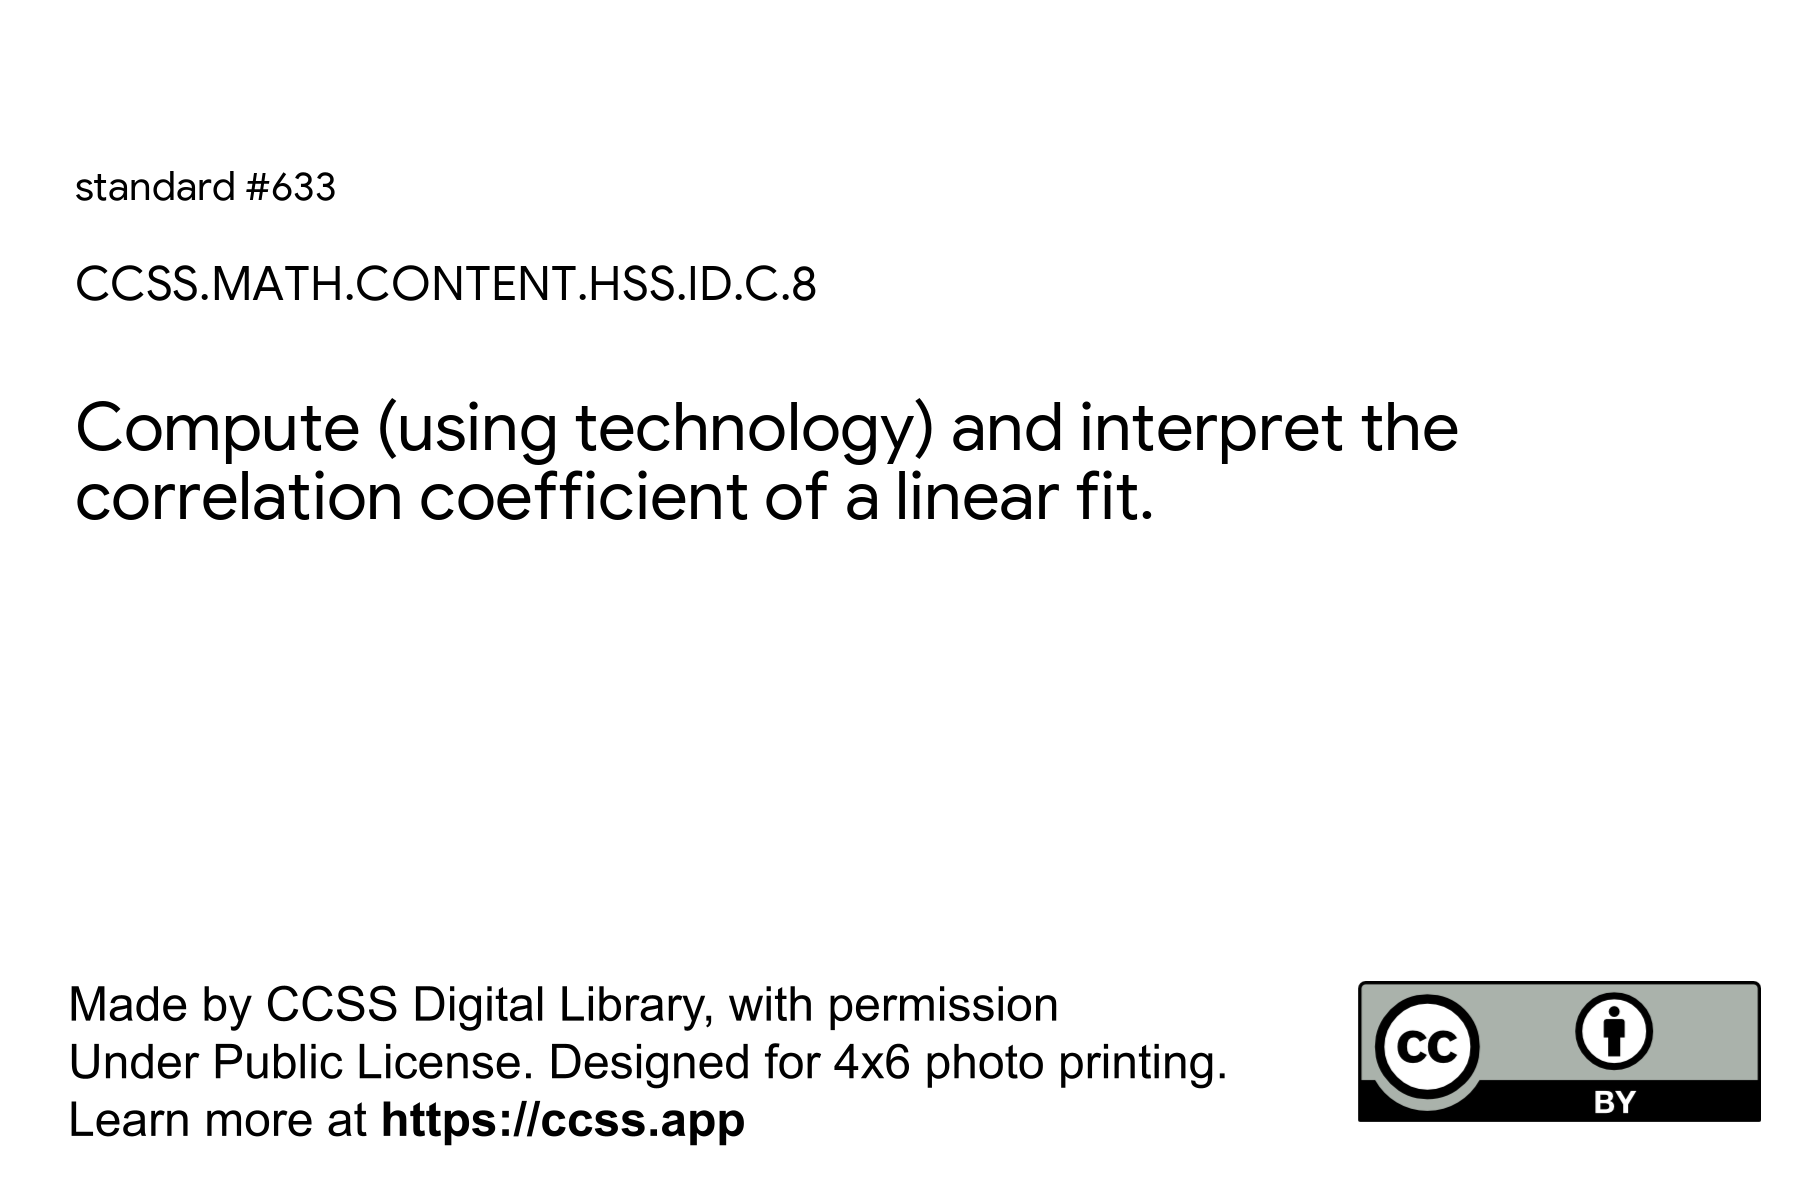 standard #633
CCSS.MATH.CONTENT.HSS.ID.C.8
Compute (using technology) and interpret the
correlation coefficient of a linear fit.
Made by CCSS Digital Library, with permission
Under Public License. Designed for 4x6 photo printing.
Learn more at https://ccss.app
CC
BY